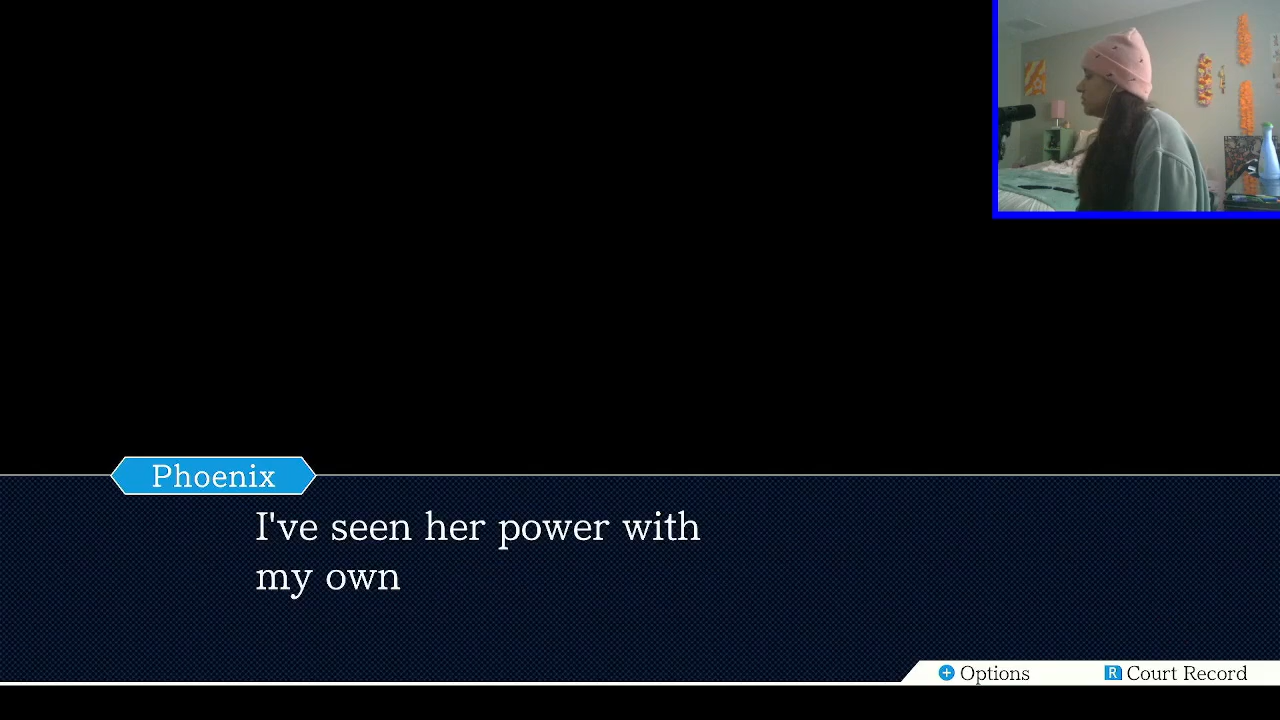 Phoenix
I've seen her power with
my own
+ Options
R Court Record